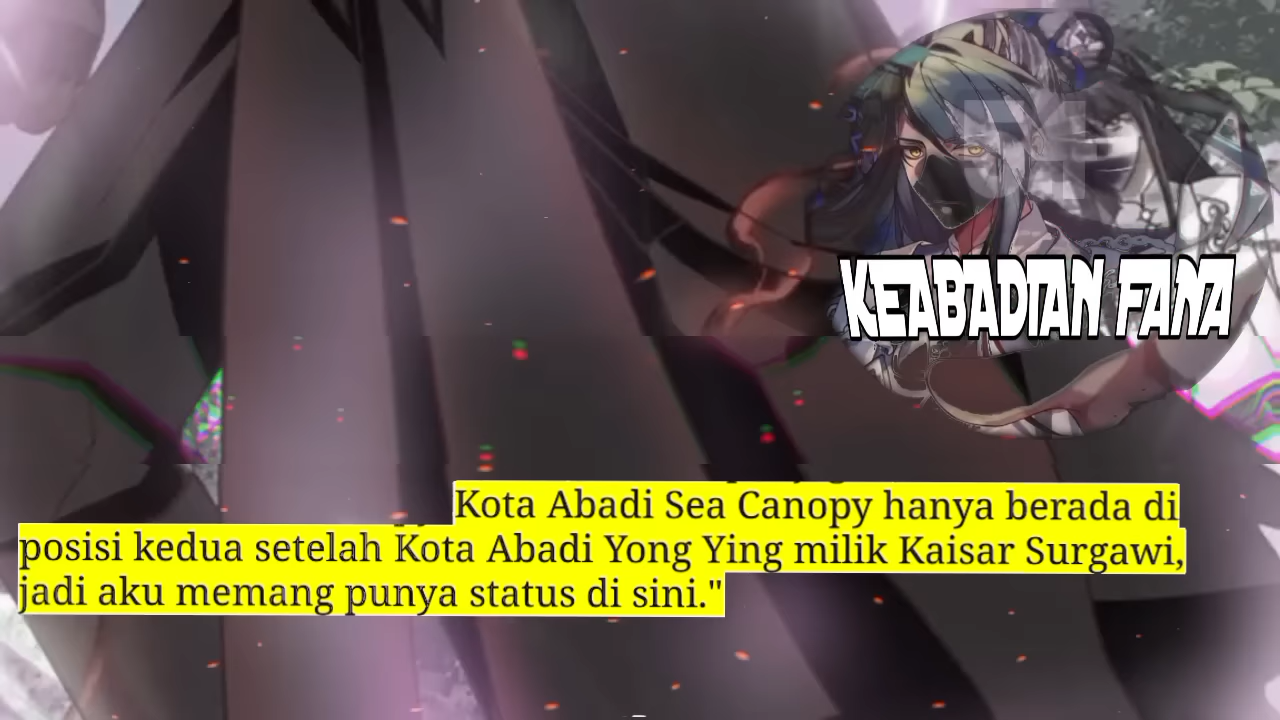 KEABADIAN FANA
Kota Abadi Sea Canopy hanya berada di
posisi kedua setelah Kota Abadi Yong Ying milik Kaisar Surgawi,
jadi aku memang punya status di sini."